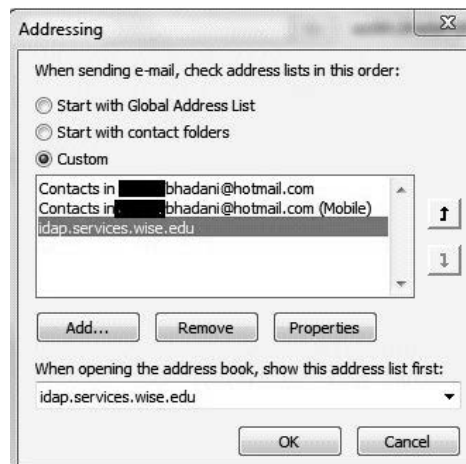 Addressing
When sending e-mail, check address lists in this order:
Start with Global Address List
Start with contact folders
Custom
Contacts in bhadani@hotmail.com
Contacts in bhadani@hotmail.com (Mobile)
idap.services.wise.edu
Add...
Remove
Properties
When opening the address book, show this address list first:
idap.services.wise.edu
OK
Cancel